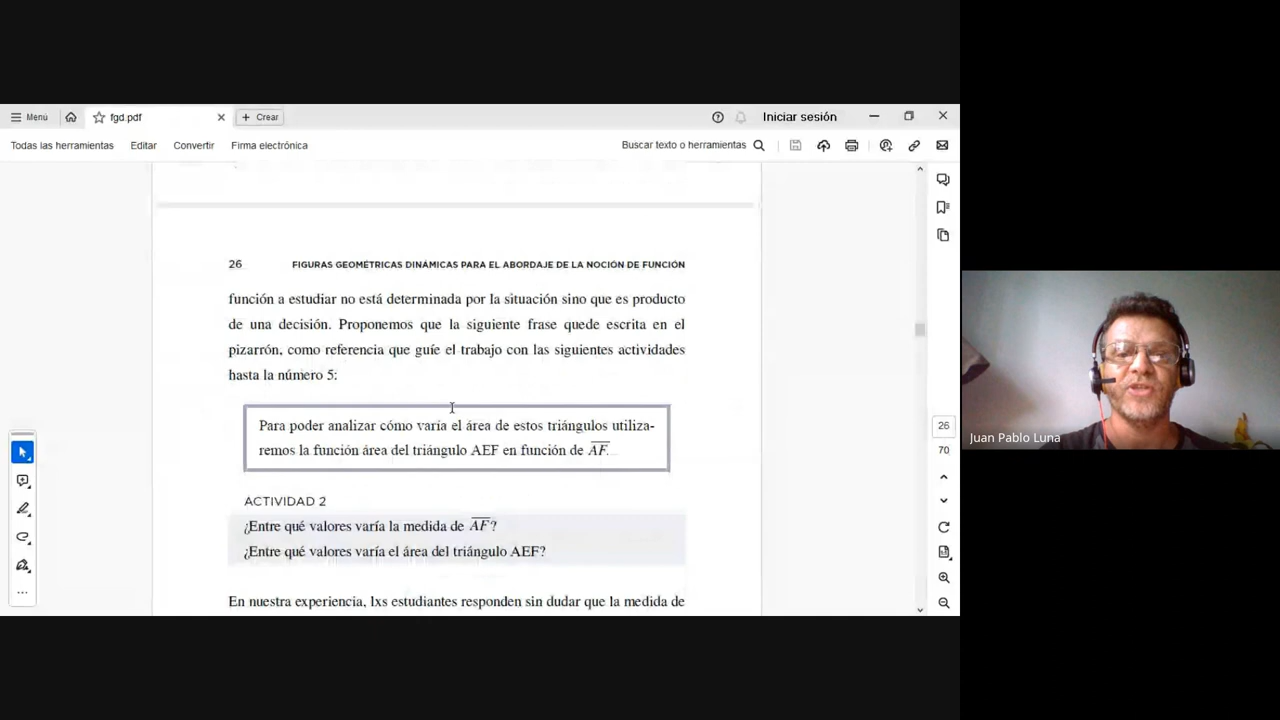 Menú
fgd.pdf
Crear
Iniciar sesión
Todas las herramientas
Editar
Convertir
Firma electrónica
Buscar texto o herramientas
26
FIGURAS GEOMÉTRICAS DINÁMICAS PARA EL ABORDAJE DE LA NOCIÓN DE FUNCIÓN
función a estudiar no está determinada por la situación sino que es producto
de una decisión. Proponemos que la siguiente frase quede escrita en el
pizarrón, como referencia que guíe el trabajo con las siguientes actividades
hasta la número 5:
Para poder analizar cómo varía el área de estos triángulos utiliza-
remos la función área del triángulo AEF en función de A̅F̅.
ACTIVIDAD 2
¿Entre qué valores varía la medida de A̅F̅?
¿Entre qué valores varía el área del triángulo AEF?
En nuestra experiencia, lxs estudiantes responden sin dudar que la medida de
26
70
Juan Pablo Luna